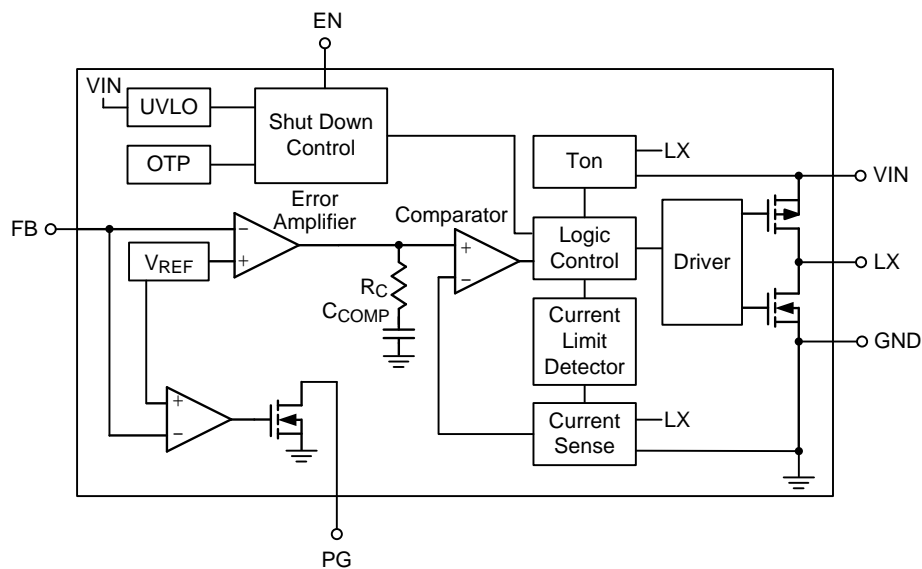 EN
VIN
UVLO
OTP
Shut Down
Control
Ton
LX
VIN
Error
Amplifier
Comparator
FB
−
+
VREF
+
−
RC
CCOMP
Logic
Control
Driver
LX
Current
Limit
Detector
GND
+
−
Current
Sense
LX
PG